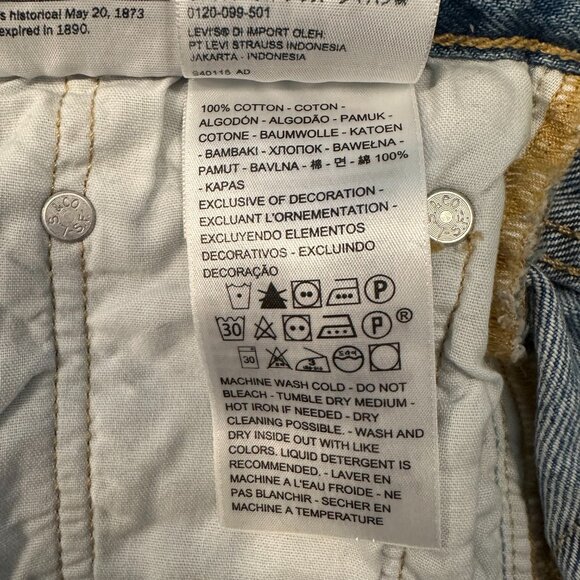 s historical May 20, 1873
expired in 1890.
0120-099-501
LEVI'S® DI IMPORT OLEH:
PT LEVI STRAUSS INDONESIA
JAKARTA - INDONESIA
S40116 AD
100% COTTON - COTON -
ALGODÓN - ALGODÃO - PAMUK -
COTONE - BAUMWOLLE - KATOEN
- BAMBAKI - ХЛОПОК - BAWEŁNA -
PAMUT - BAVLNA - 棉 - 면 - 綿 100%
- KAPAS
EXCLUSIVE OF DECORATION -
EXCLUANT L'ORNEMENTATION -
EXCLUYENDO ELEMENTOS
DECORATIVOS - EXCLUINDO
DECORAÇÃO
P
30 P ®
30
MACHINE WASH COLD - DO NOT
BLEACH - TUMBLE DRY MEDIUM -
HOT IRON IF NEEDED - DRY
CLEANING POSSIBLE. - WASH AND
DRY INSIDE OUT WITH LIKE
COLORS. LIQUID DETERGENT IS
RECOMMENDED. - LAVER EN
MACHINE A L'EAU FROIDE - NE
PAS BLANCHIR - SECHER EN
MACHINE A TEMPERATURE